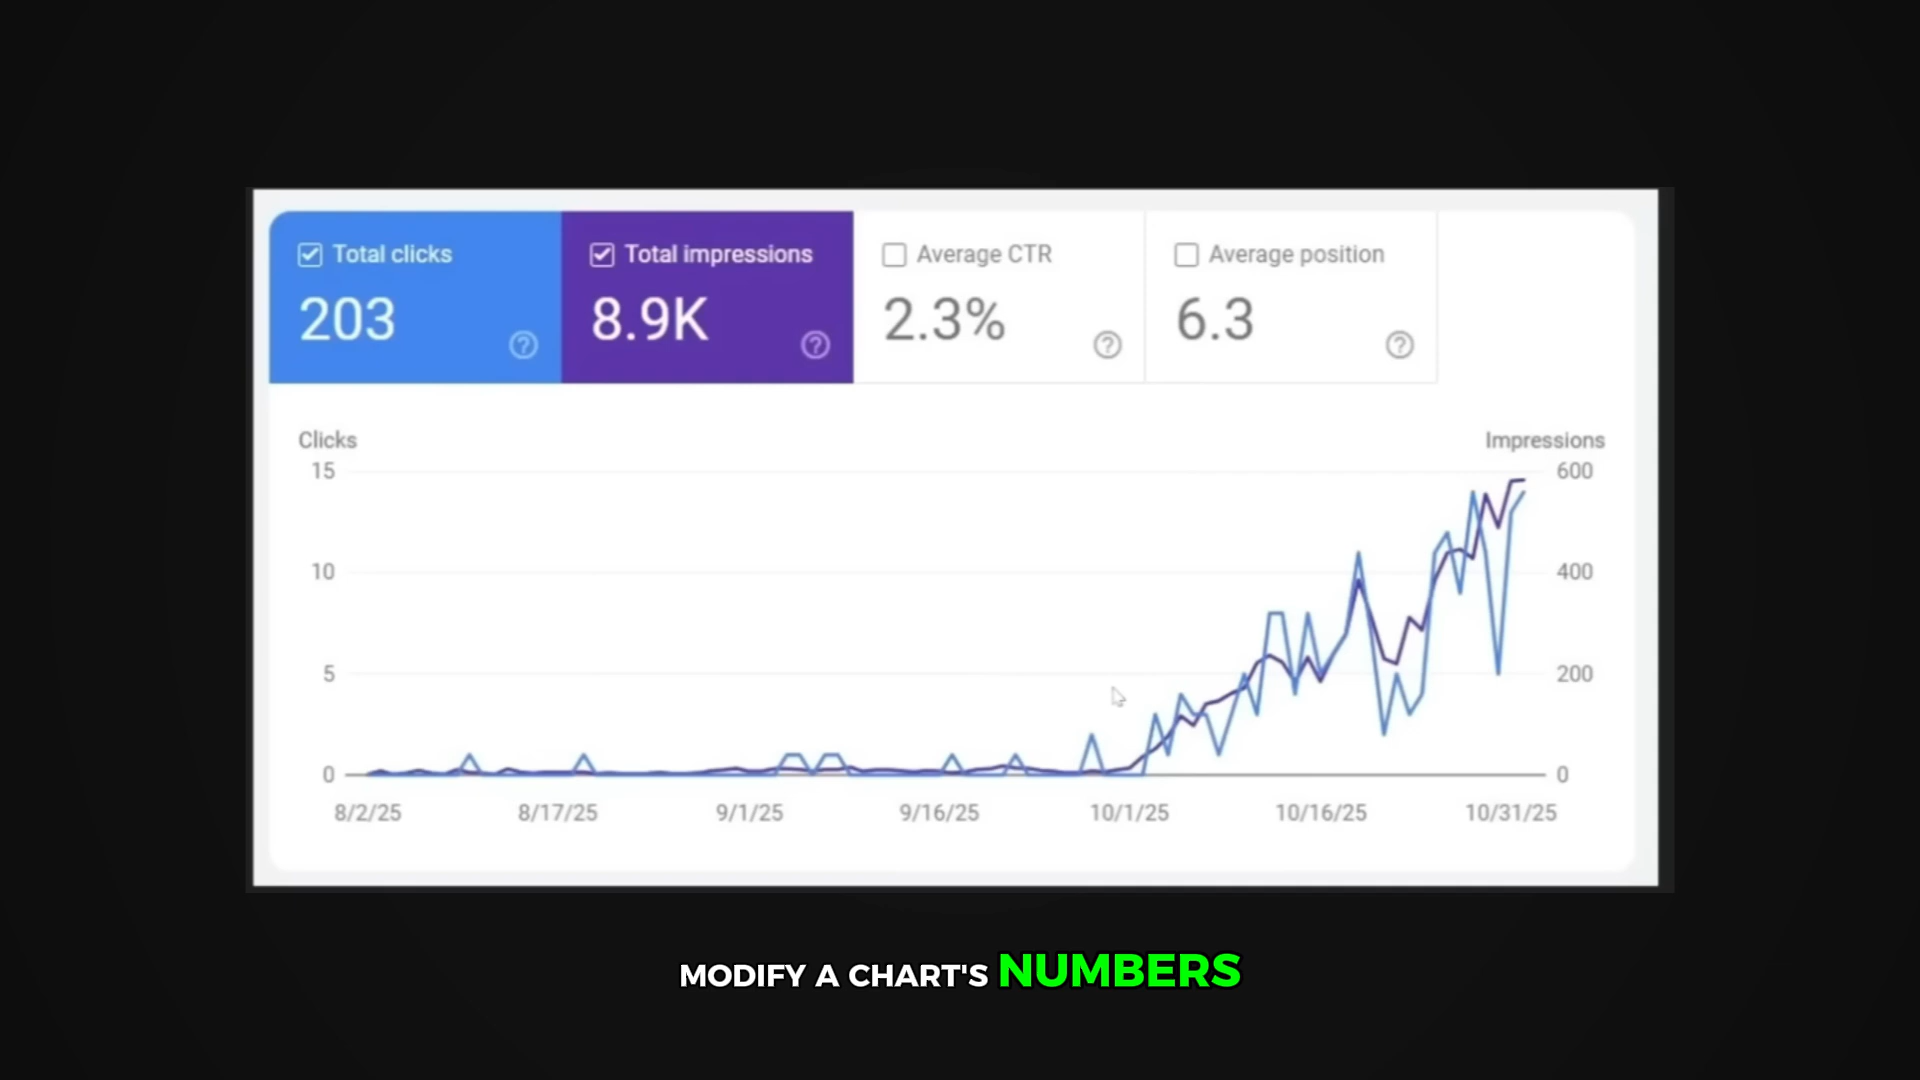 Total clicks
203
Total impressions
8.9K
Average CTR
2.3%
Average position
6.3
Clicks
Impressions
15
600
10
400
5
200
0
0
8/2/25 8/17/25 9/1/25 9/16/25 10/1/25 10/16/25 10/31/25
MODIFY A CHART'S NUMBERS